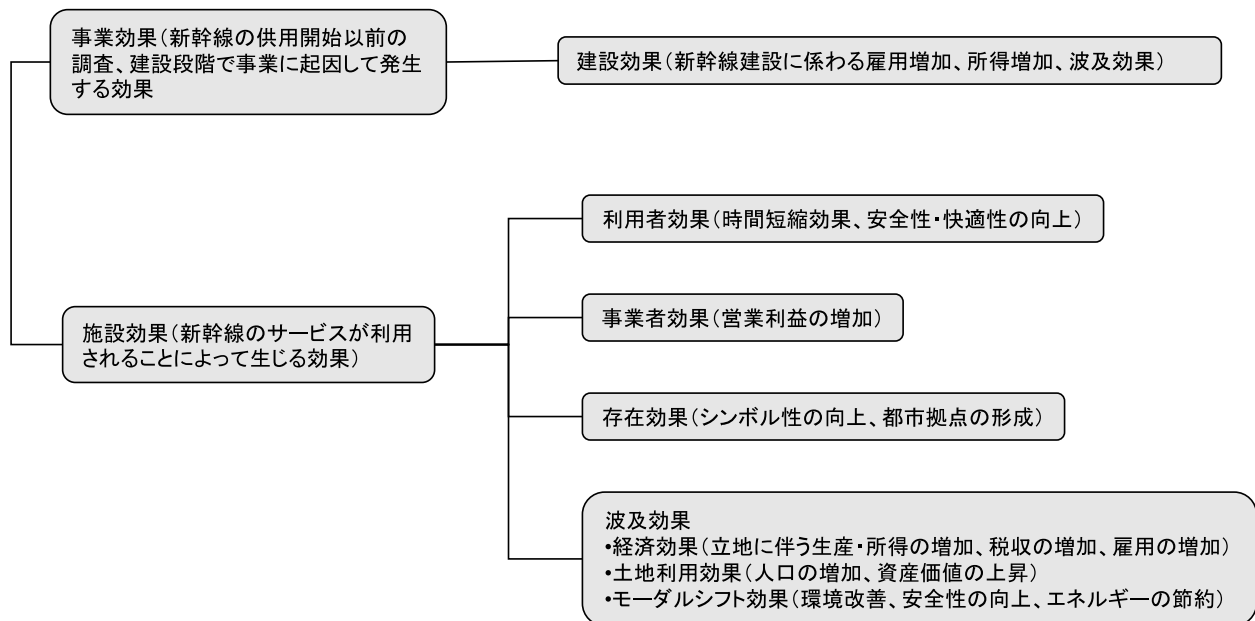 事業効果(新幹線の供用開始以前の
調査、建設段階で事業に起因して発生
する効果
建設効果(新幹線建設に係わる雇用増加、所得増加、波及効果)
利用者効果(時間短縮効果、安全性・快適性の向上)
事業者効果(営業利益の増加)
施設効果(新幹線のサービスが利用
されることによって生じる効果)
存在効果(シンボル性の向上、都市拠点の形成)
波及効果
•経済効果(立地に伴う生産・所得の増加、税収の増加、雇用の増加)
•土地利用効果(人口の増加、資産価値の上昇)
•モーダルシフト効果(環境改善、安全性の向上、エネルギーの節約)